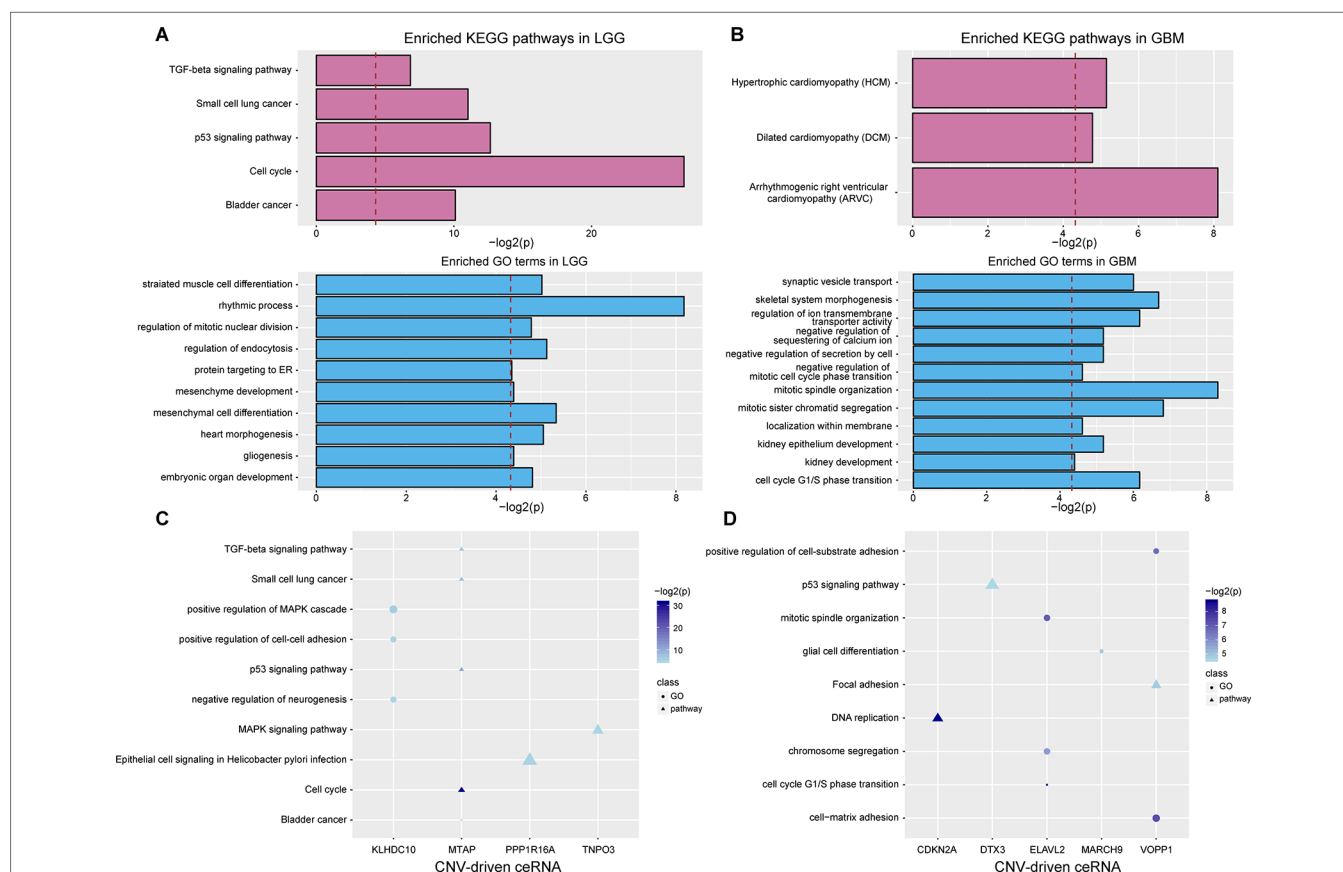 A
Enriched KEGG pathways in LGG
TGF-beta signaling pathway
Small cell lung cancer
p53 signaling pathway
Cell cycle
Bladder cancer
0 10 20
−log2(p)
Enriched GO terms in LGG
straiated muscle cell differentiation
rhythmic process
regulation of mitotic nuclear division
regulation of endocytosis
protein targeting to ER
mesenchyme development
mesenchymal cell differentiation
heart morphogenesis
gliogenesis
embryonic organ development
0 2 4 6 8
−log2(p)
B
Enriched KEGG pathways in GBM
Hypertrophic cardiomyopathy (HCM)
Dilated cardiomyopathy (DCM)
Arrhythmogenic right ventricular
cardiomyopathy (ARVC)
0 2 4 6 8
−log2(p)
Enriched GO terms in GBM
synaptic vesicle transport
skeletal system morphogenesis
regulation of ion transmembrane
transporter activity
negative regulation of
sequestering of calcium ion
negative regulation of secretion by cell
negative regulation of
mitotic cell cycle phase transition
mitotic spindle organization
mitotic sister chromatid segregation
localization within membrane
kidney epithelium development
kidney development
cell cycle G1/S phase transition
0 2 4 6 8
−log2(p)
C
TGF-beta signaling pathway
Small cell lung cancer
positive regulation of MAPK cascade
positive regulation of cell-cell adhesion
p53 signaling pathway
negative regulation of neurogenesis
MAPK signaling pathway
Epithelial cell signaling in Helicobacter pylori infection
Cell cycle
Bladder cancer
KLHDC10 MTAP PPP1R16A TNPO3
CNV-driven ceRNA
−log2(p)
30
20
10
class
GO
pathway
D
positive regulation of cell-substrate adhesion
p53 signaling pathway
mitotic spindle organization
glial cell differentiation
Focal adhesion
DNA replication
chromosome segregation
cell cycle G1/S phase transition
cell−matrix adhesion
CDKN2A DTX3 ELAVL2 MARCH9 VOPP1
CNV-driven ceRNA
−log2(p)
8
7
6
5
class
GO
pathway